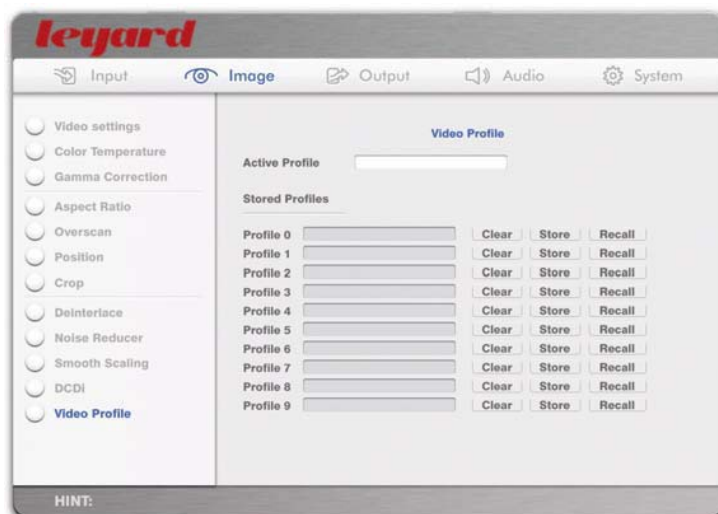 leyard
Input Image Output Audio System
Video settings
Color Temperature
Gamma Correction
Aspect Ratio
Overscan
Position
Crop
Deinterlace
Noise Reducer
Smooth Scaling
DCDi
Video Profile
Video Profile
Active Profile
Stored Profiles
Profile 0 Clear Store Recall
Profile 1 Clear Store Recall
Profile 2 Clear Store Recall
Profile 3 Clear Store Recall
Profile 4 Clear Store Recall
Profile 5 Clear Store Recall
Profile 6 Clear Store Recall
Profile 7 Clear Store Recall
Profile 8 Clear Store Recall
Profile 9 Clear Store Recall
HINT: